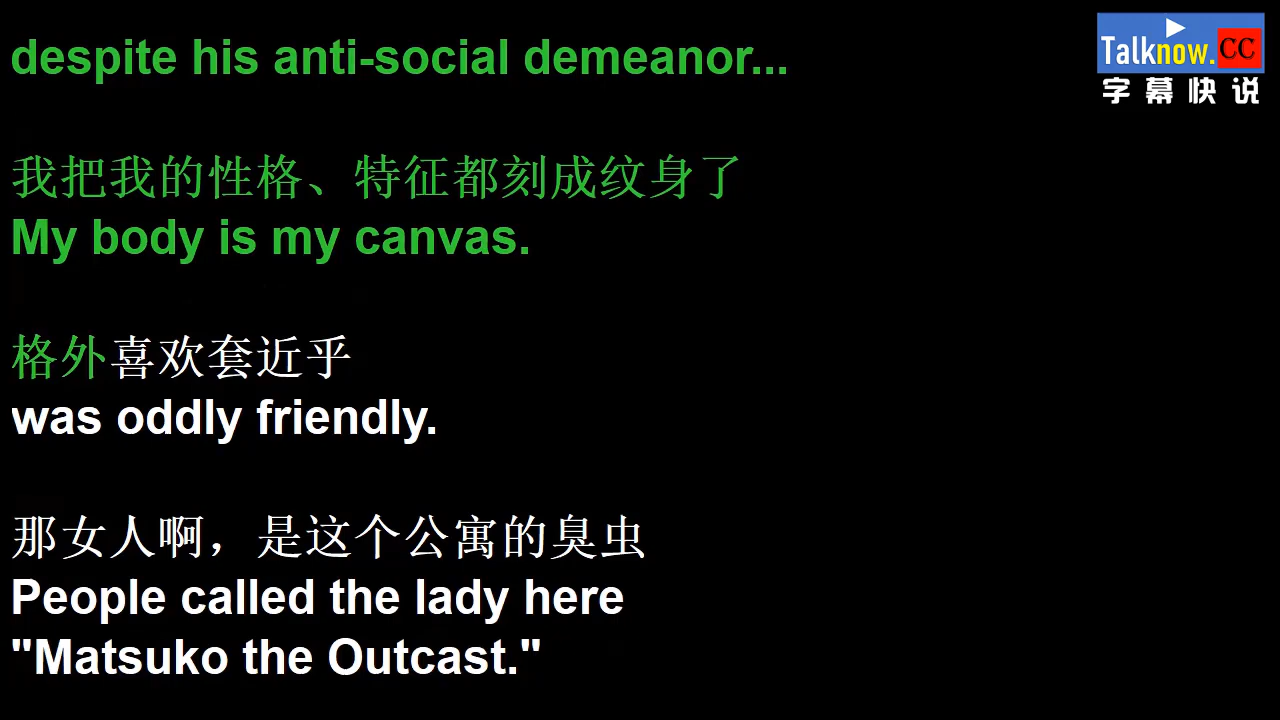 despite his anti-social demeanor...
Talknow.CC
字幕快说
我把我的性格、特征都刻成纹身了
My body is my canvas.
格外喜欢套近乎
was oddly friendly.
那女人啊，是这个公寓的臭虫
People called the lady here
"Matsuko the Outcast."